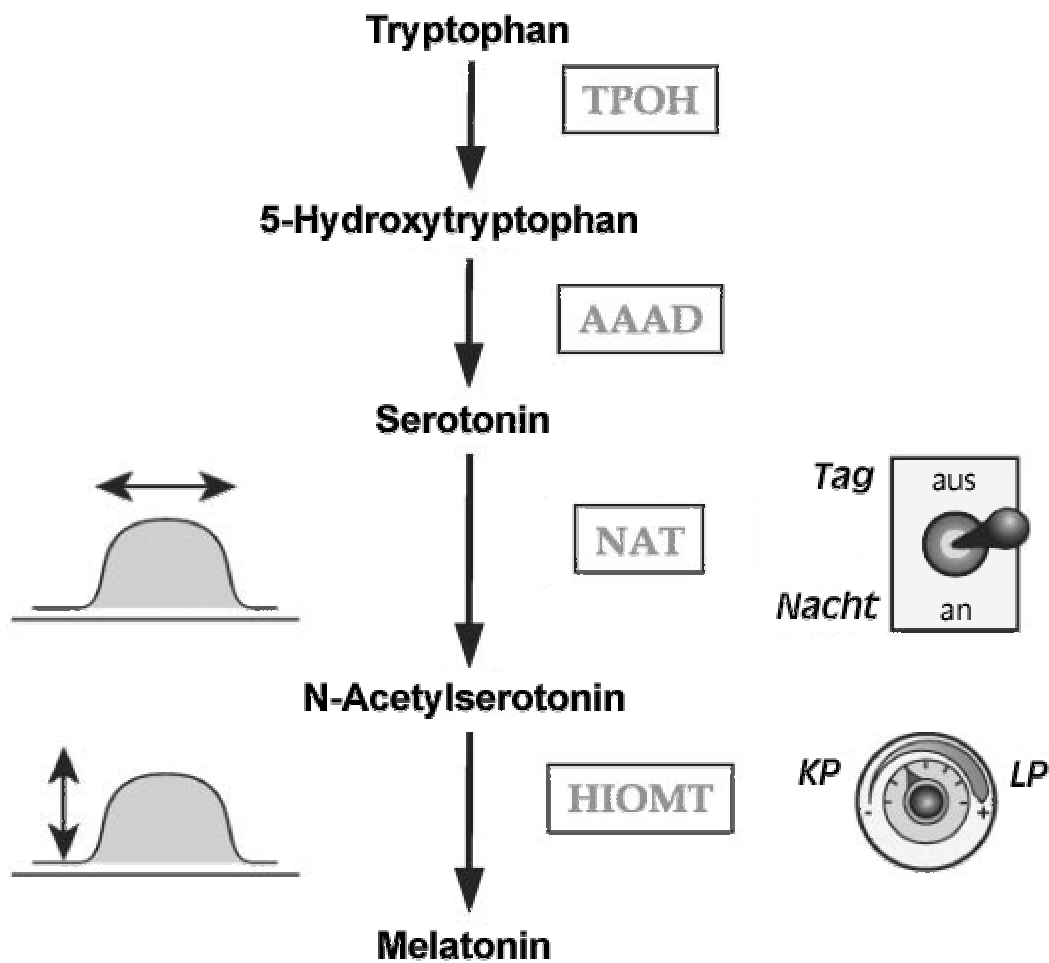 Tryptophan
TPOH
5-Hydroxytryptophan
AAAD
Serotonin
Tag
aus
NAT
Nacht
an
N-Acetylserotonin
KP
LP
- +
HIOMT
Melatonin